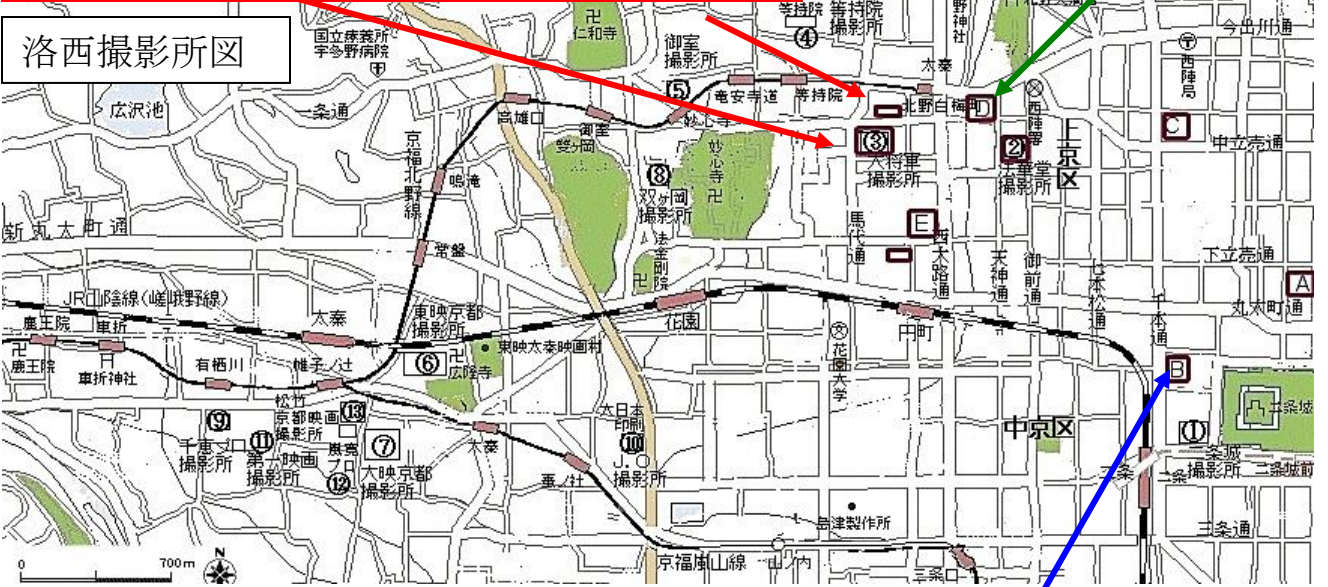 洛西撮影所図
国立療養所
宇多野病院
卍
仁和寺
等持院
④
等持院
撮影所
御室
撮影所
⑤
太秦
今出川通
西陣局
広沢池
一条通
高雄口
御室
妙心寺
竜安寺道
等持院
北野白梅町
西陣署
上京区
C
中立売通
双ヶ岡
妙心寺
卍
③
大将軍
撮影所
②
撮影所
京福北野線
鳴滝
⑧
双ヶ岡
撮影所
法金剛院
卍
馬代通
E
西大路通
天神通
御前通
七本松通
千本通
下立売通
A
丸太町通
新丸太町通
常盤
JR山陰線(嵯峨野線)
太秦
東映京都
撮影所
⑥
卍
広隆寺
東映太秦映画村
花園
円町
花園大学
鹿王院
卍
鹿王院
車折
車折神社
有栖川
帷子ノ辻
B
二条城
中京区
①
二条城
撮影所
二条城前
二条
⑨
千恵プロ
撮影所
⑪
第一映画
撮影所
松竹
京都映画
撮影所
⑬
嵐寛
プロ
⑫
⑦
大映京都
撮影所
太秦
蚕ノ社
大日本
印刷
⑩
J.O
撮影所
島津製作所
三条通
京福嵐山線
山ノ内
三条口
0
700m
N